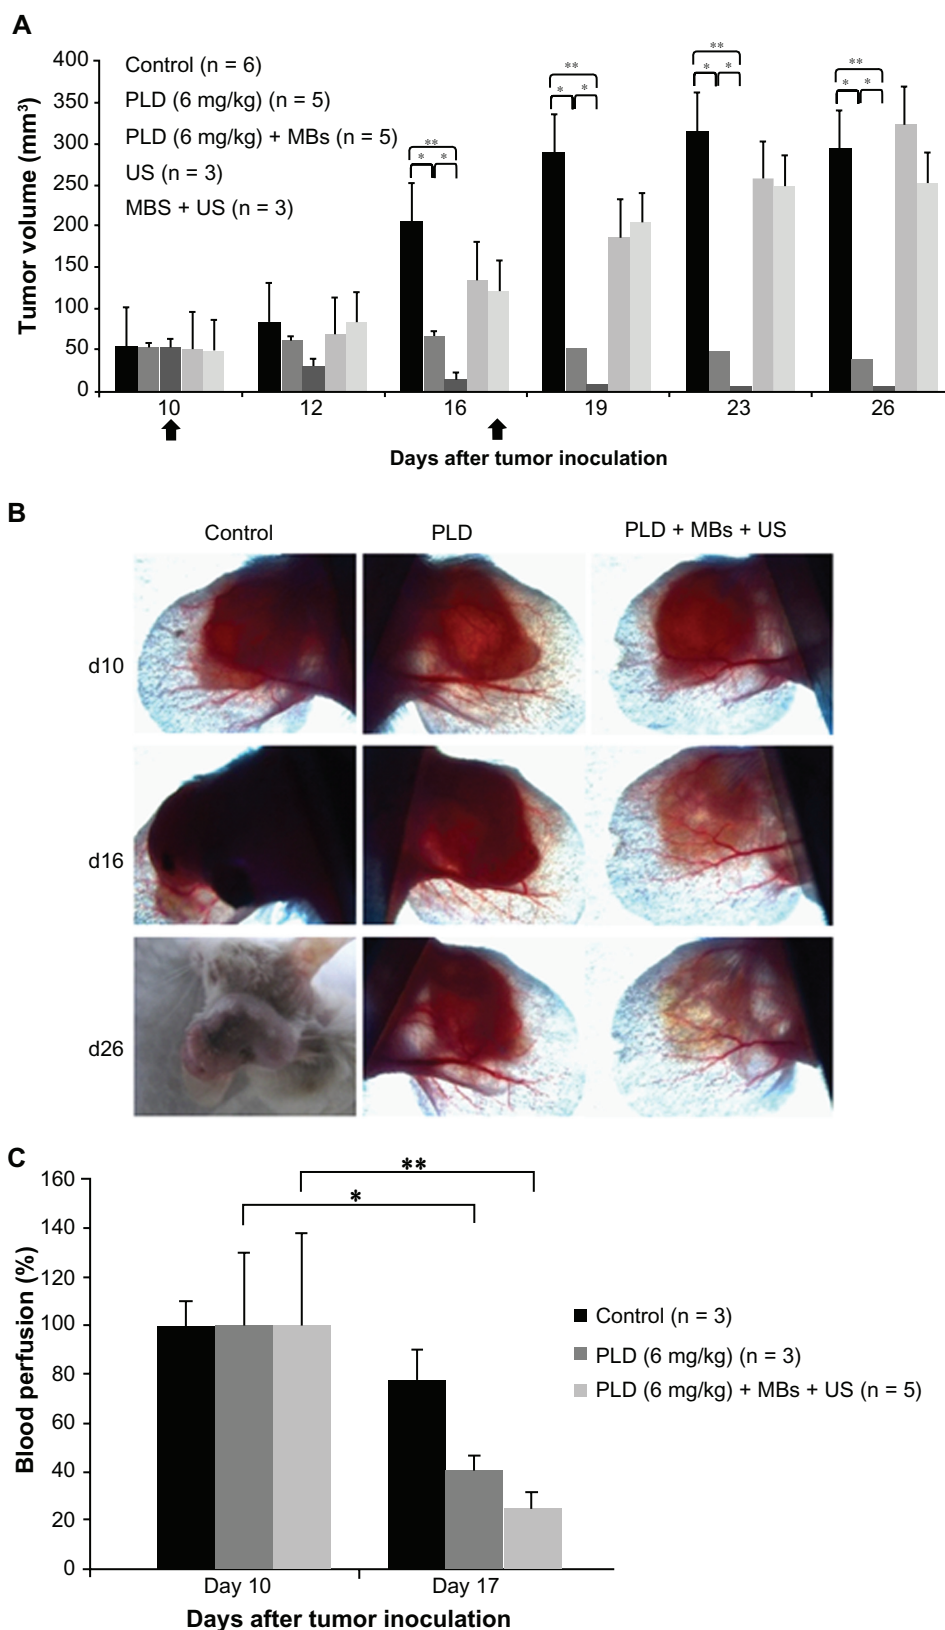 A
400
350
300
250
200
150
100
50
0
Tumor volume (mm³)
Control (n = 6)
PLD (6 mg/kg) (n = 5)
PLD (6 mg/kg) + MBs (n = 5)
US (n = 3)
MBS + US (n = 3)
**
* *
**
* *
**
* *
**
* *
10 12 16 19 23 26
Days after tumor inoculation
B
Control PLD PLD + MBs + US
d10
d16
d26
C
160
140
120
100
80
60
40
20
0
Blood perfusion (%)
**
*
Control (n = 3)
PLD (6 mg/kg) (n = 3)
PLD (6 mg/kg) + MBs + US (n = 5)
Day 10 Day 17
Days after tumor inoculation